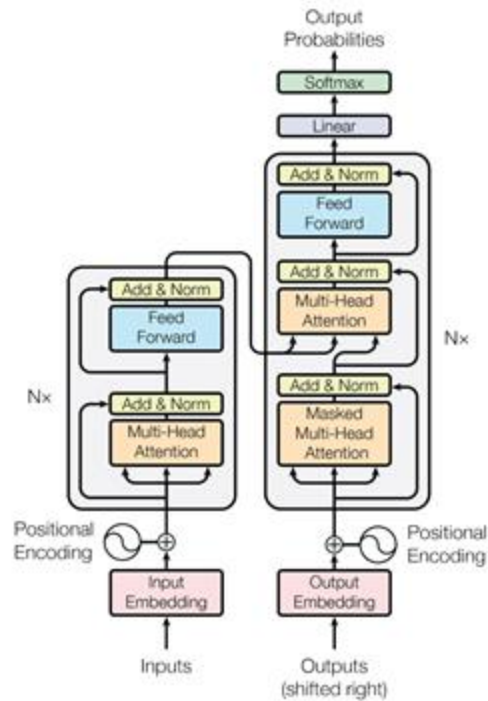 Output
Probabilities
Softmax
Linear
Add & Norm
Feed
Forward
Add & Norm
Multi-Head
Attention
Add & Norm
Masked
Multi-Head
Attention
N×
Add & Norm
Feed
Forward
Add & Norm
Multi-Head
Attention
N×
Positional
Encoding
Positional
Encoding
Input
Embedding
Output
Embedding
Inputs
Outputs
(shifted right)